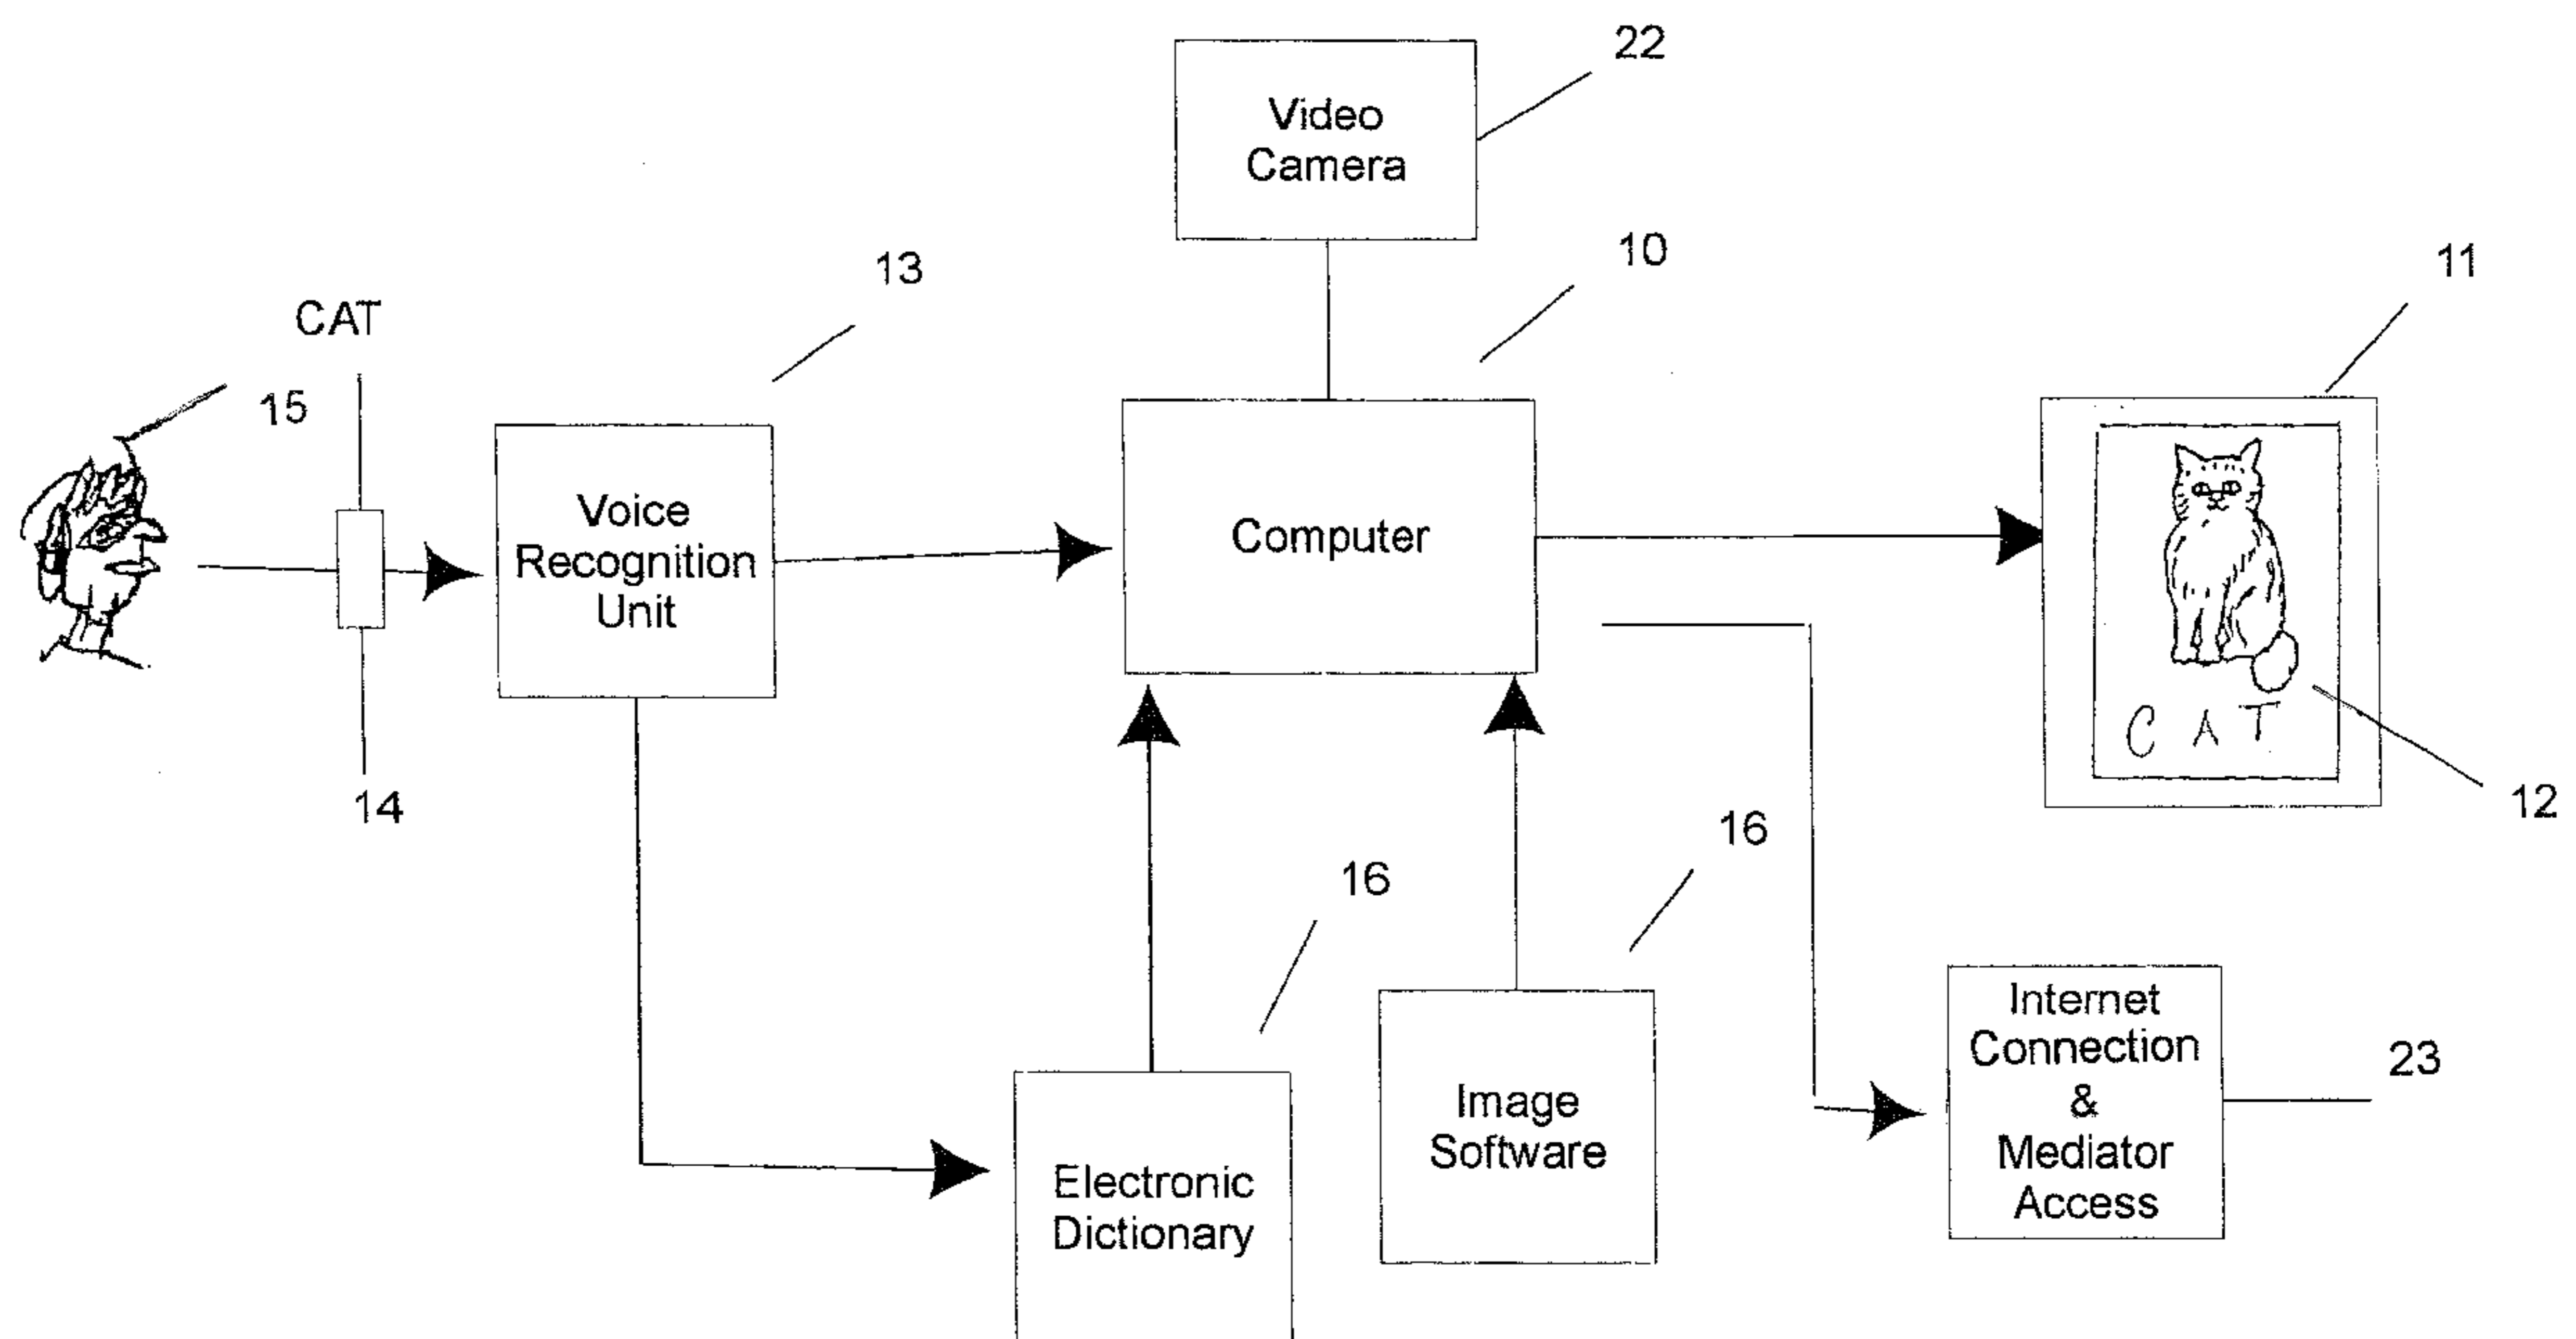 22
Video
Camera
10
13
11
CAT
15
Voice
Recognition
Unit
Computer
C A T
12
14
16
16
Internet
Connection
&
Mediator
Access
23
Image
Software
Electronic
Dictionary